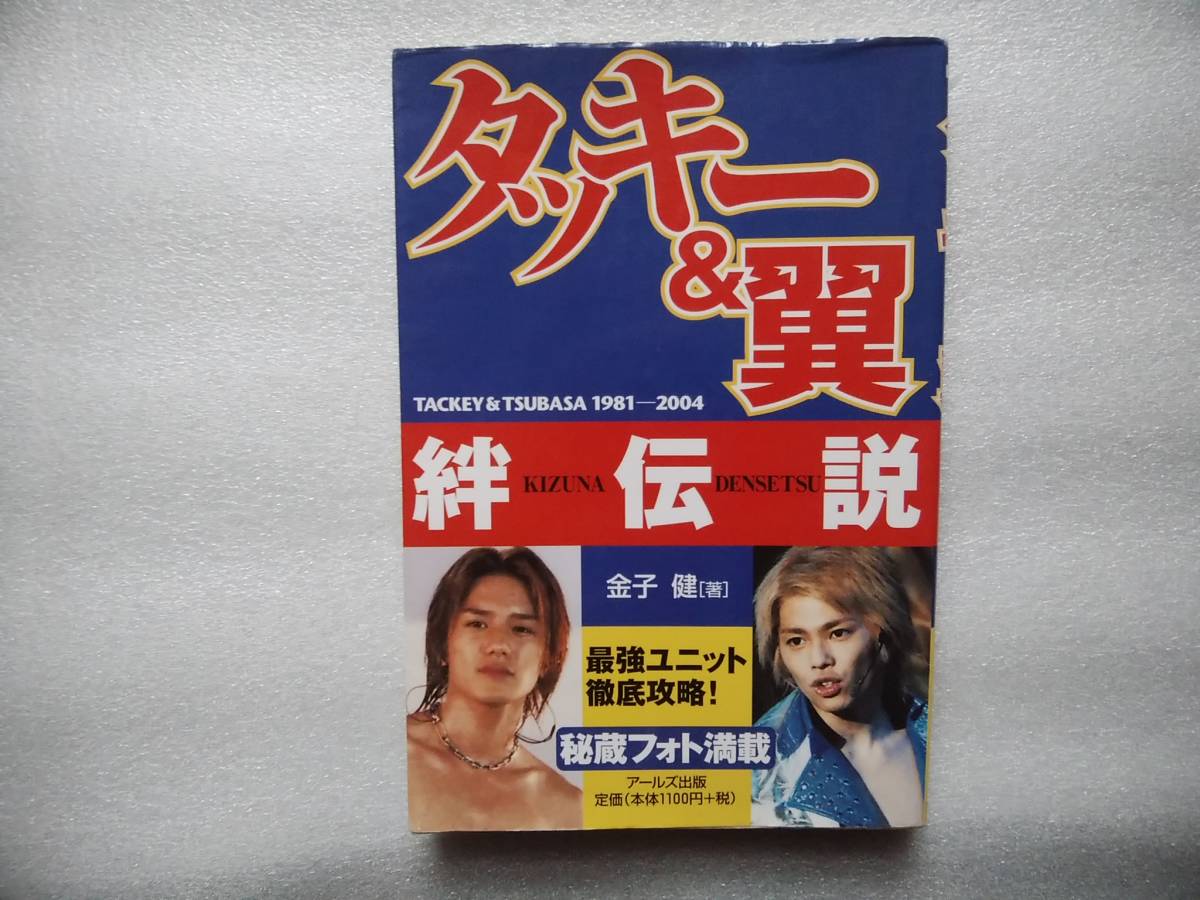 タッキー
&翼
TACKEY & TSUBASA 1981―2004
絆 KIZUNA 伝 DENSETSU 説
金子 健[著]
最強ユニット
徹底攻略!
秘蔵フォト満載
アールズ出版
定価(本体1100円+税)